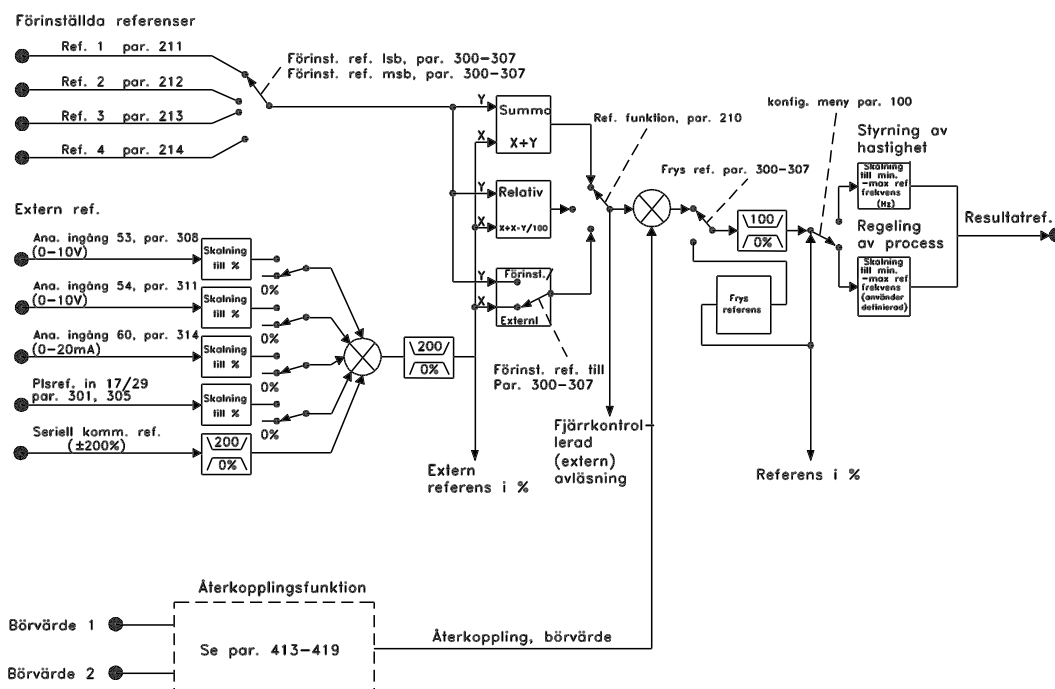 Förinställda referenser
Ref. 1 par. 211
Ref. 2 par. 212
Ref. 3 par. 213
Ref. 4 par. 214
Förinst. ref. lsb, par. 300-307
Förinst. ref. msb, par. 300-307
Extern ref.
Ana. ingång 53, par. 308
(0-10V)
Skalning
till %
0%
Ana. ingång 54, par. 311
(0-10V)
Skalning
till %
0%
Ana. ingång 60, par. 314
(0-20mA)
Skalning
till %
0%
Plsref. in 17/29
par. 301, 305
Skalning
till %
0%
Seriell komm. ref.
(±200%)
200
0%
200
0%
Y
X
Summa
X+Y
Y
X
Relativ
X+X-Y/100
Y
X
Förinst./
Externl
Ref. funktion, par. 210
Förinst. ref. till
Par. 300-307
Extern
referens i %
Fjärrkontrol-
lerad
(extern)
avläsning
Frys ref. par. 300-307
100
0%
Frys
referens
konfig. meny par. 100
Referens i %
Styrning av
hastighet
Skalning
till min.
-max ref
frekvens
(Hz)
Regeling
av process
Skalning
till min.
-max ref
frekvens
(använder
definierad)
Resultatref.
Återkopplingsfunktion
Börvärde 1
Börvärde 2
Se par. 413-419
Återkoppling, börvärde